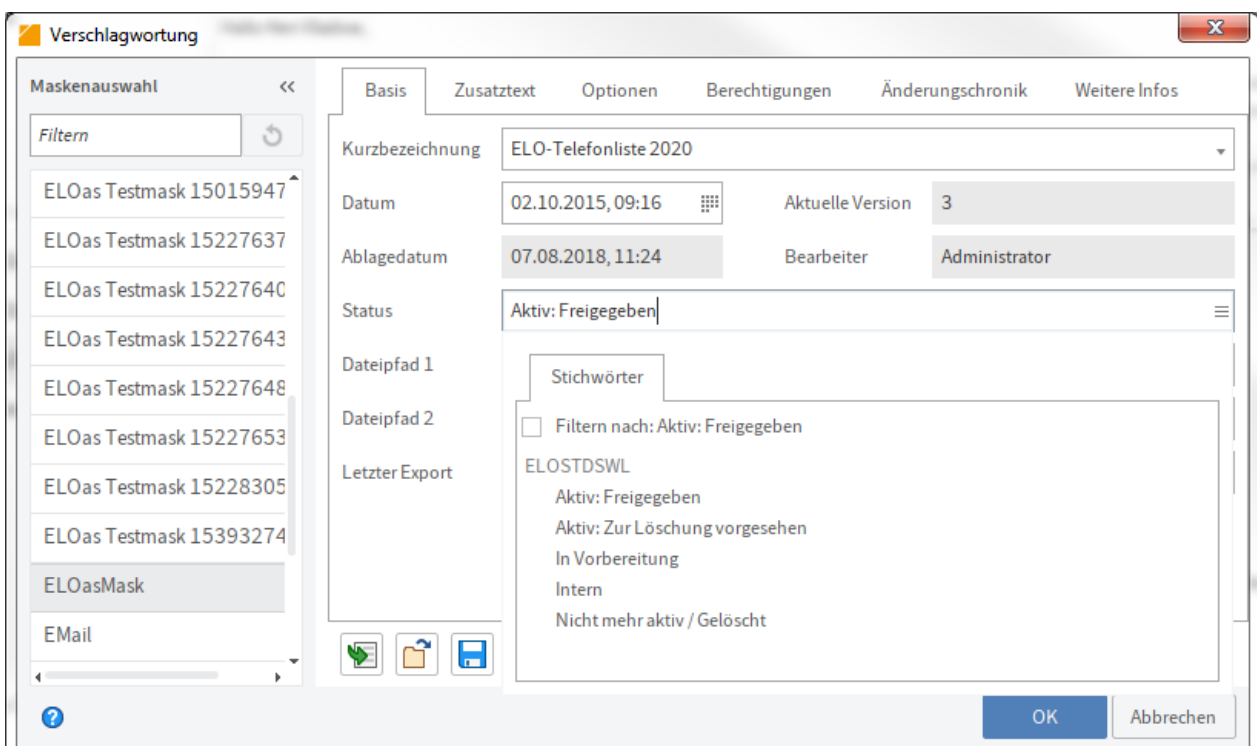 Verschlagwortung
Maskenauswahl <<
Filtern
ELOas Testmask 15015947
ELOas Testmask 15227637
ELOas Testmask 15227640
ELOas Testmask 15227643
ELOas Testmask 15227648
ELOas Testmask 15227653
ELOas Testmask 15228305
ELOas Testmask 15393274
ELOasMask
EMail
Basis Zusatztext Optionen Berechtigungen Änderungschronik Weitere Infos
Kurzbezeichnung ELO-Telefonliste 2020
Datum 02.10.2015, 09:16 Aktuelle Version 3
Ablagedatum 07.08.2018, 11:24 Bearbeiter Administrator
Status Aktiv: Freigegeben
Dateipfad 1
Dateipfad 2
Letzter Export
Stichwörter
Filtern nach: Aktiv: Freigegeben
ELOSTDSWL
Aktiv: Freigegeben
Aktiv: Zur Löschung vorgesehen
In Vorbereitung
Intern
Nicht mehr aktiv / Gelöscht
OK Abbrechen